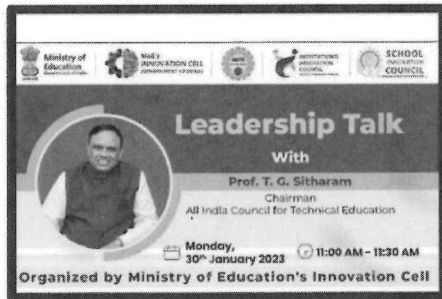 Ministry of
Education
MoE's
INNOVATION CELL
INSTITUTION'S
INNOVATION
COUNCIL
SCHOOL
INNOVATION
COUNCIL
Leadership Talk
With
Prof. T. G. Sitharam
Chairman
All India Council for Technical Education
Monday,
30th January 2023
11:00 AM - 11:30 AM
Organized by Ministry of Education's Innovation Cell